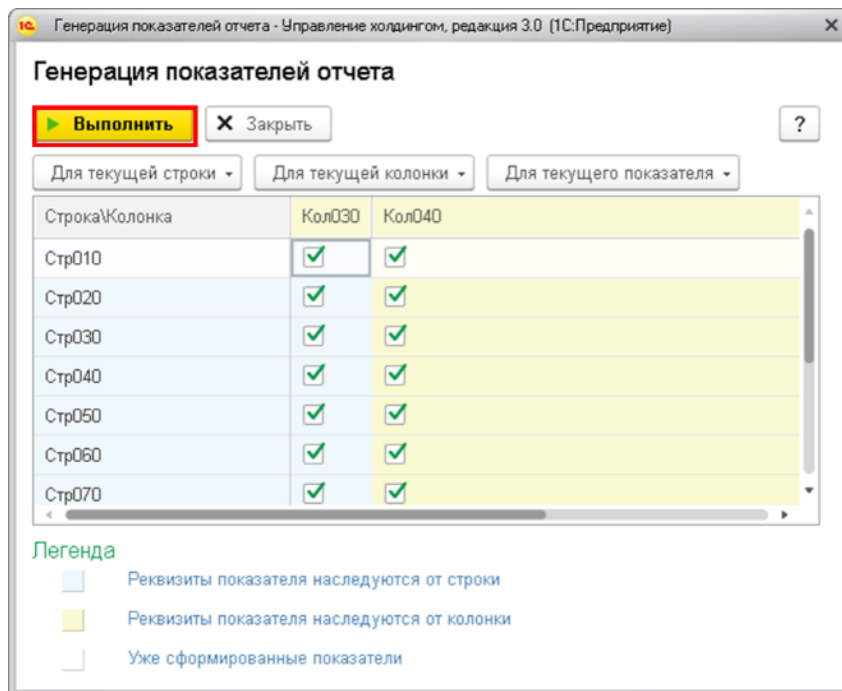 1С Генерация показателей отчета - Управление холдингом, редакция 3.0 (1С:Предприятие)
Генерация показателей отчета
Выполнить Закрыть ?
Для текущей строки Для текущей колонки Для текущего показателя
Строка\Колонка Кол030 Кол040
Стр010
Стр020
Стр030
Стр040
Стр050
Стр060
Стр070
Легенда
Реквизиты показателя наследуются от строки
Реквизиты показателя наследуются от колонки
Уже сформированные показатели